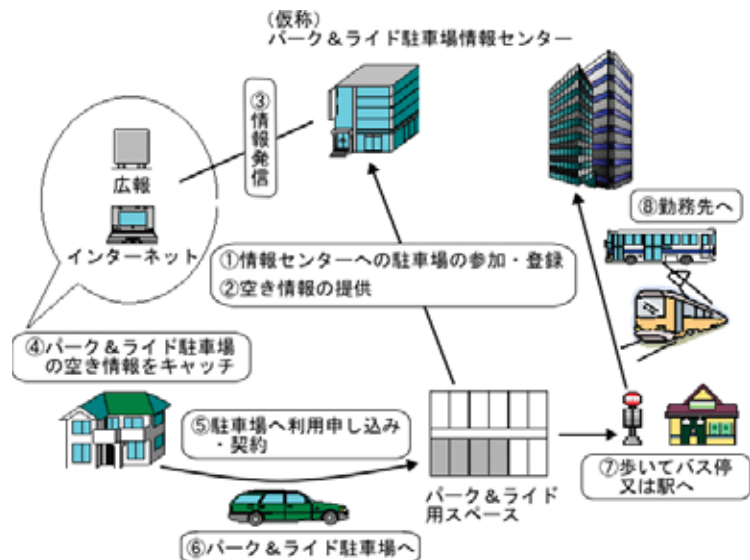 (仮称)
パーク&ライド駐車場情報センター
③情報発信
広報
インターネット
⑧勤務先へ
①情報センターへの駐車場の参加・登録
②空き情報の提供
④パーク&ライド駐車場
の空き情報をキャッチ
⑤駐車場へ利用申し込み
・契約
パーク&ライド
用スペース
⑦歩いてバス停
又は駅へ
⑥パーク&ライド駐車場へ